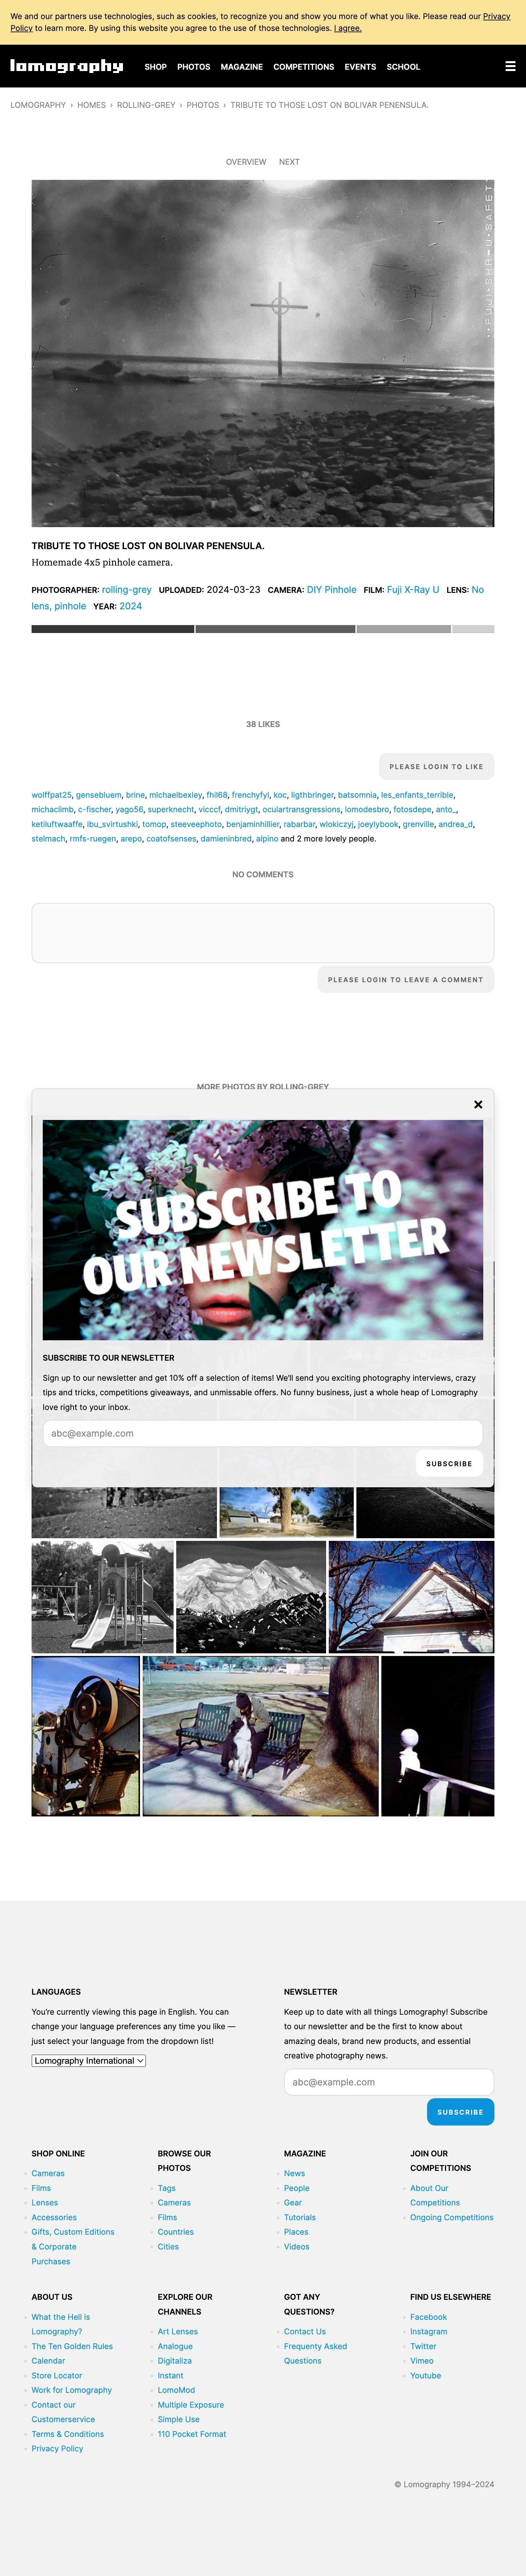 We and our partners use technologies, such as cookies, to recognize you and show you more of what you like. Please read our Privacy
Policy to learn more. By using this website you agree to the use of those technologies. I agree.
lomography
SHOP PHOTOS MAGAZINE COMPETITIONS EVENTS SCHOOL
LOMOGRAPHY › HOMES › ROLLING-GREY › PHOTOS › TRIBUTE TO THOSE LOST ON BOLIVAR PENENSULA.
OVERVIEW NEXT
TRIBUTE TO THOSE LOST ON BOLIVAR PENENSULA.
Homemade 4x5 pinhole camera.
PHOTOGRAPHER: rolling-grey UPLOADED: 2024-03-23 CAMERA: DIY Pinhole FILM: Fuji X-Ray U LENS: No
lens, pinhole YEAR: 2024
38 LIKES
PLEASE LOGIN TO LIKE
wolffpat25, gensebluem, brine, mlchaelbexley, fhil68, frenchyfyl, koc, ligthbringer, batsomnia, les_enfants_terrible,
michaclimb, c-fischer, yago56, superknecht, vicccf, dmitriygt, oculartransgressions, lomodesbro, fotosdepe, anto_,
ketiluftwaaffe, ibu_svirtushki, tomop, steeveephoto, benjaminhillier, rabarbar, wlokiczyj, joeylybook, grenville, andrea_d,
stelmach, rmfs-ruegen, arepo, coatofsenses, damieninbred, alpino and 2 more lovely people.
NO COMMENTS
PLEASE LOGIN TO LEAVE A COMMENT
MORE PHOTOS BY ROLLING-GREY
SUBSCRIBE TO
OUR NEWSLETTER
SUBSCRIBE TO OUR NEWSLETTER
Sign up to our newsletter and get 10% off a selection of items! We'll send you exciting photography interviews, crazy
tips and tricks, competitions giveaways, and unmissable offers. No funny business, just a whole heap of Lomography
love right to your inbox.
abc@example.com
SUBSCRIBE
LANGUAGES
You're currently viewing this page in English. You can
change your language preferences any time you like —
just select your language from the dropdown list!
Lomography International
NEWSLETTER
Keep up to date with all things Lomography! Subscribe
to our newsletter and be the first to know about
amazing deals, brand new products, and essential
creative photography news.
abc@example.com
SUBSCRIBE
SHOP ONLINE
Cameras
Films
Lenses
Accessories
Gifts, Custom Editions
& Corporate
Purchases
BROWSE OUR
PHOTOS
Tags
Cameras
Films
Countries
Cities
MAGAZINE
News
People
Gear
Tutorials
Places
Videos
JOIN OUR
COMPETITIONS
About Our
Competitions
Ongoing Competitions
ABOUT US
What the Hell is
Lomography?
The Ten Golden Rules
Calendar
Store Locator
Work for Lomography
Contact our
Customerservice
Terms & Conditions
Privacy Policy
EXPLORE OUR
CHANNELS
Art Lenses
Analogue
Digitaliza
Instant
LomoMod
Multiple Exposure
Simple Use
110 Pocket Format
GOT ANY
QUESTIONS?
Contact Us
Frequenty Asked
Questions
FIND US ELSEWHERE
Facebook
Instagram
Twitter
Vimeo
Youtube
© Lomography 1994–2024